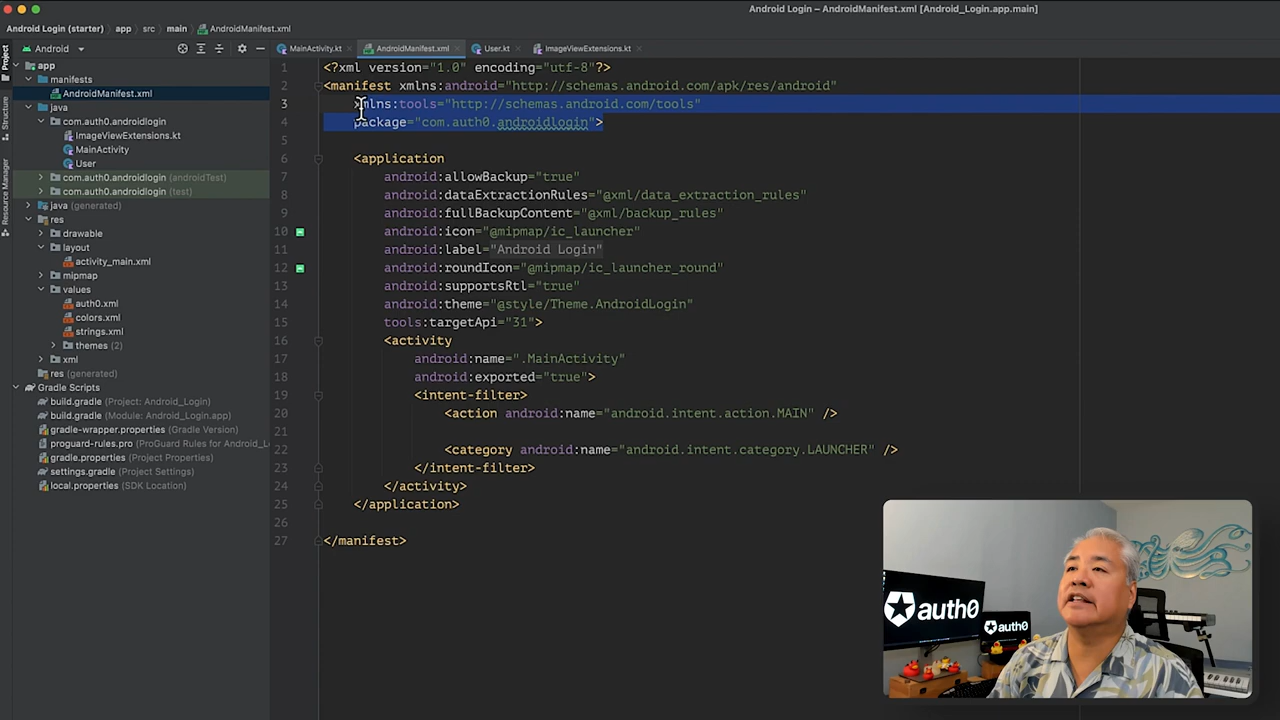 Android Login – AndroidManifest.xml [Android_Login.app.main]
Android Login (starter) > app > src > main > AndroidManifest.xml
Android
MainActivity.kt
AndroidManifest.xml
User.kt
ImageViewExtensions.kt
Project
Structure
Resource Manager
app
manifests
AndroidManifest.xml
java
com.auth0.androidlogin
ImageViewExtensions.kt
MainActivity
User
com.auth0.androidlogin (androidTest)
com.auth0.androidlogin (test)
java (generated)
res
drawable
layout
activity_main.xml
mipmap
values
auth0.xml
colors.xml
strings.xml
themes (2)
xml
res (generated)
Gradle Scripts
build.gradle (Project: Android_Login)
build.gradle (Module: Android_Login.app)
gradle-wrapper.properties (Gradle Version)
proguard-rules.pro (ProGuard Rules for Android_L
gradle.properties (Project Properties)
settings.gradle (Project Settings)
local.properties (SDK Location)
1 <?xml version="1.0" encoding="utf-8"?>
2 <manifest xmlns:android="http://schemas.android.com/apk/res/android"
3 xmlns:tools="http://schemas.android.com/tools"
4 package="com.auth0.androidlogin">
5
6 <application
7 android:allowBackup="true"
8 android:dataExtractionRules="@xml/data_extraction_rules"
9 android:fullBackupContent="@xml/backup_rules"
10 android:icon="@mipmap/ic_launcher"
11 android:label="Android Login"
12 android:roundIcon="@mipmap/ic_launcher_round"
13 android:supportsRtl="true"
14 android:theme="@style/Theme.AndroidLogin"
15 tools:targetApi="31">
16 <activity
17 android:name=".MainActivity"
18 android:exported="true">
19 <intent-filter>
20 <action android:name="android.intent.action.MAIN" />
21
22 <category android:name="android.intent.category.LAUNCHER" />
23 </intent-filter>
24 </activity>
25 </application>
26
27 </manifest>
auth0
auth0